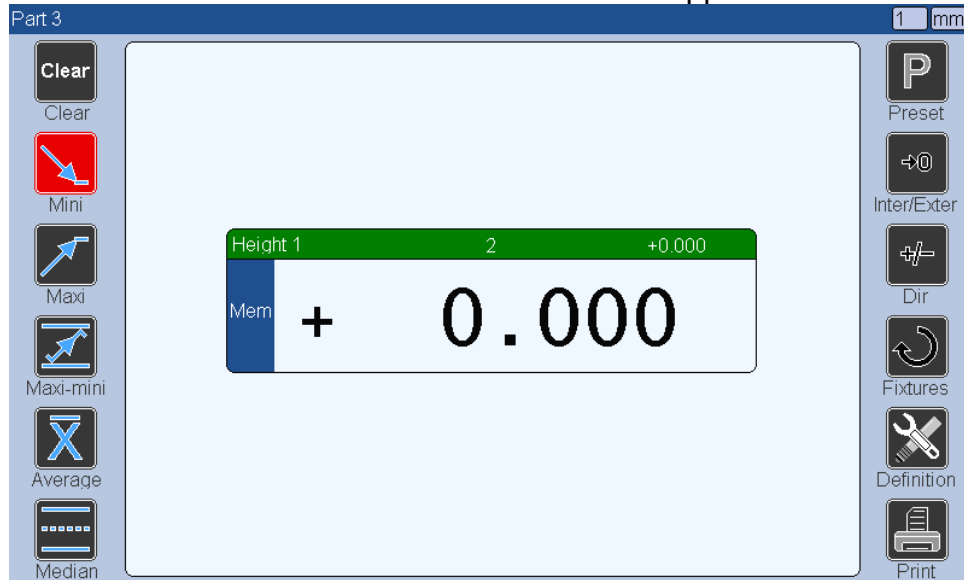 Part 3
1 mm
Clear
Clear
Mini
Maxi
Maxi-mini
Average
Median
Height 1 2 +0.000
Mem + 0.000
P
Preset
→0
Inter/Exter
+/−
Dir
Fixtures
Definition
Print